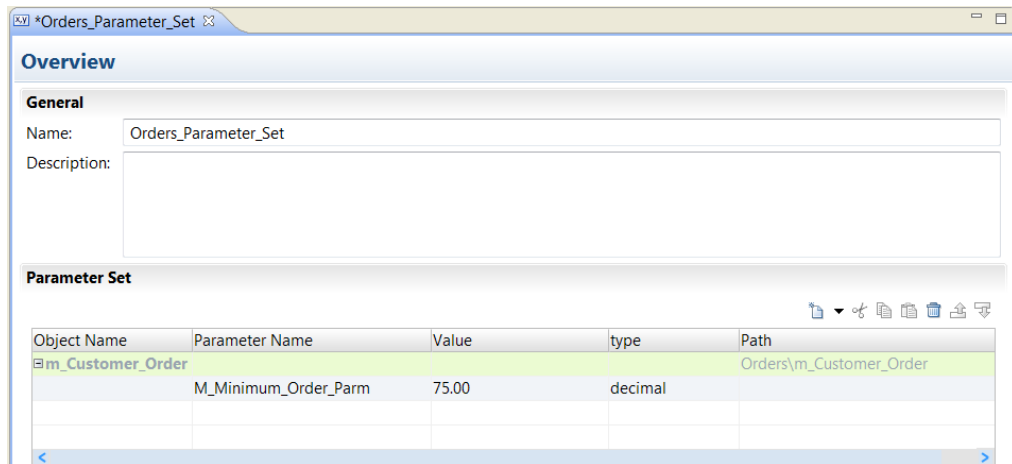 *Orders_Parameter_Set
Overview
General
Name: Orders_Parameter_Set
Description:
Parameter Set
Object Name Parameter Name Value type Path
m_Customer_Order Orders\m_Customer_Order
M_Minimum_Order_Parm 75.00 decimal